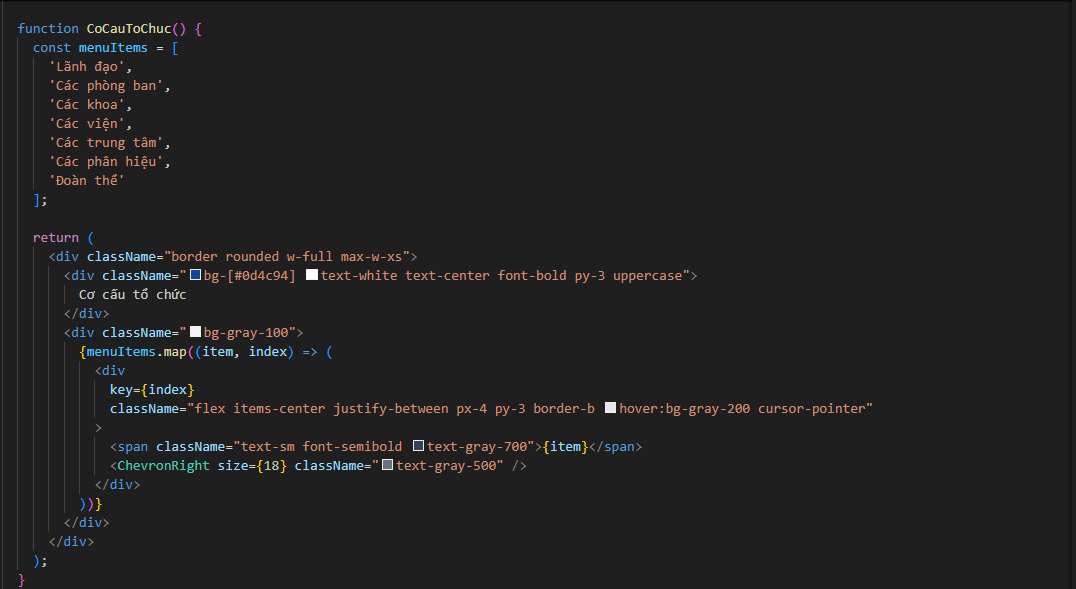 function CoCauToChuc() {
const menuItems = [
'Lãnh đạo',
'Các phòng ban',
'Các khoa',
'Các viện',
'Các trung tâm',
'Các phân hiệu',
'Đoàn thể'
];
return (
<div className="border rounded w-full max-w-xs">
<div className="bg-[#0d4c94] text-white text-center font-bold py-3 uppercase">
Cơ cấu tổ chức
</div>
<div className="bg-gray-100">
{menuItems.map((item, index) => (
<div
key={index}
className="flex items-center justify-between px-4 py-3 border-b hover:bg-gray-200 cursor-pointer"
>
<span className="text-sm font-semibold text-gray-700">{item}</span>
<ChevronRight size={18} className="text-gray-500" />
</div>
))}
</div>
</div>
);
}